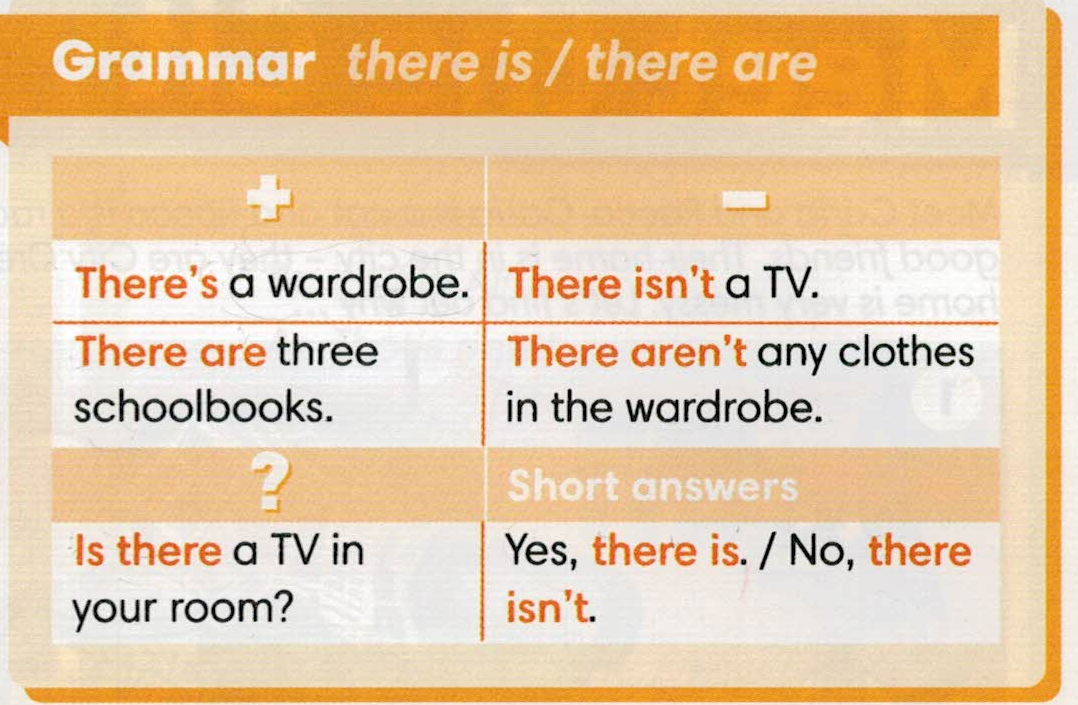 Grammar there is / there are
+ −
There's a wardrobe. There isn't a TV.
There are three There aren't any clothes
schoolbooks. in the wardrobe.
? Short answers
Is there a TV in Yes, there is. / No, there
your room? isn't.